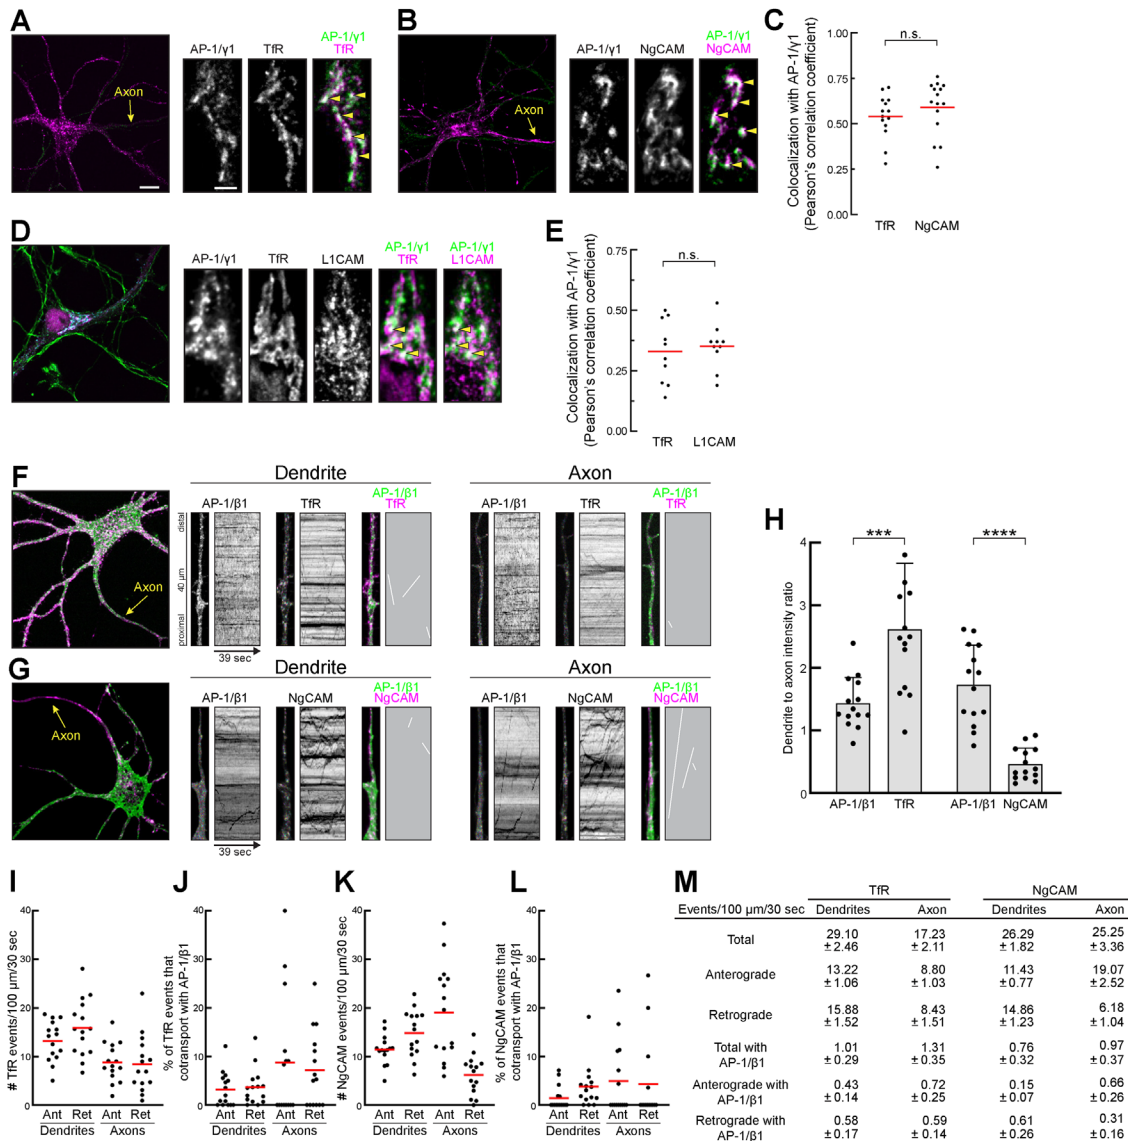 A
Axon
AP-1/γ1
TfR
AP-1/γ1
TfR
B
Axon
AP-1/γ1
NgCAM
AP-1/γ1
NgCAM
C
Colocalization with AP-1/γ1
(Pearson's correlation coefficient)
1.00
0.75
0.50
0.25
0.00
n.s.
TfR
NgCAM
D
AP-1/γ1
TfR
L1CAM
AP-1/γ1
TfR
AP-1/γ1
L1CAM
E
Colocalization with AP-1/γ1
(Pearson's correlation coefficient)
0.75
0.50
0.25
0.00
n.s.
TfR
L1CAM
F
Axon
Dendrite
AP-1/β1
TfR
AP-1/β1
TfR
distal
40 µm
proximal
39 sec
Axon
AP-1/β1
TfR
AP-1/β1
TfR
G
Axon
Dendrite
AP-1/β1
NgCAM
AP-1/β1
NgCAM
39 sec
Axon
AP-1/β1
NgCAM
AP-1/β1
NgCAM
H
Dendrite to axon intensity ratio
4
3
2
1
0
***
****
AP-1/β1
TfR
AP-1/β1
NgCAM
I
# TfR events/100 µm/30 sec
40
30
20
10
0
Ant Ret Ant Ret
Dendrites Axons
J
% of TfR events that
cotransport with AP-1/β1
40
30
20
10
0
Ant Ret Ant Ret
Dendrites Axons
K
# NgCAM events/100 µm/30 sec
40
30
20
10
0
Ant Ret Ant Ret
Dendrites Axons
L
% of NgCAM events that
cotransport with AP-1/β1
40
30
20
10
0
Ant Ret Ant Ret
Dendrites Axons
M
TfR NgCAM
Events/100 µm/30 sec Dendrites Axon Dendrites Axon
Total 29.10 17.23 26.29 25.25
± 2.46 ± 2.11 ± 1.82 ± 3.36
Anterograde 13.22 8.80 11.43 19.07
± 1.06 ± 1.03 ± 0.77 ± 2.52
Retrograde 15.88 8.43 14.86 6.18
± 1.52 ± 1.51 ± 1.23 ± 1.04
Total with 1.01 1.31 0.76 0.97
AP-1/β1 ± 0.29 ± 0.35 ± 0.32 ± 0.37
Anterograde with 0.43 0.72 0.15 0.66
AP-1/β1 ± 0.14 ± 0.25 ± 0.07 ± 0.26
Retrograde with 0.58 0.59 0.61 0.31
AP-1/β1 ± 0.17 ± 0.14 ± 0.26 ± 0.16